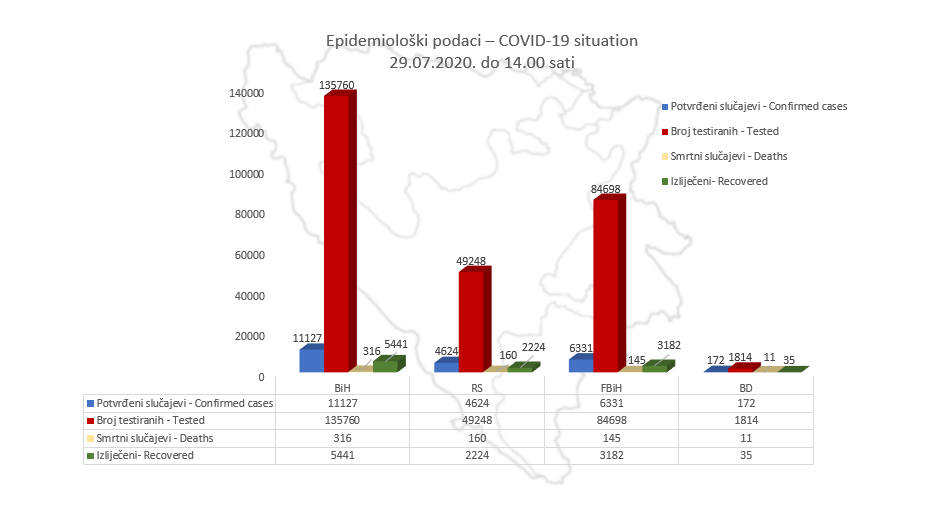 Epidemiološki podaci – COVID-19 situation
29.07.2020. do 14.00 sati
140000
120000
100000
80000
60000
40000
20000
0
135760
11127
316
5441
49248
4624
160
2224
84698
6331
145
3182
172
1814
11
35
Potvrđeni slučajevi - Confirmed cases
Broj testiranih - Tested
Smrtni slučajevi - Deaths
Izliječeni- Recovered
BiH RS FBiH BD
Potvrđeni slučajevi - Confirmed cases 11127 4624 6331 172
Broj testiranih - Tested 135760 49248 84698 1814
Smrtni slučajevi - Deaths 316 160 145 11
Izliječeni- Recovered 5441 2224 3182 35